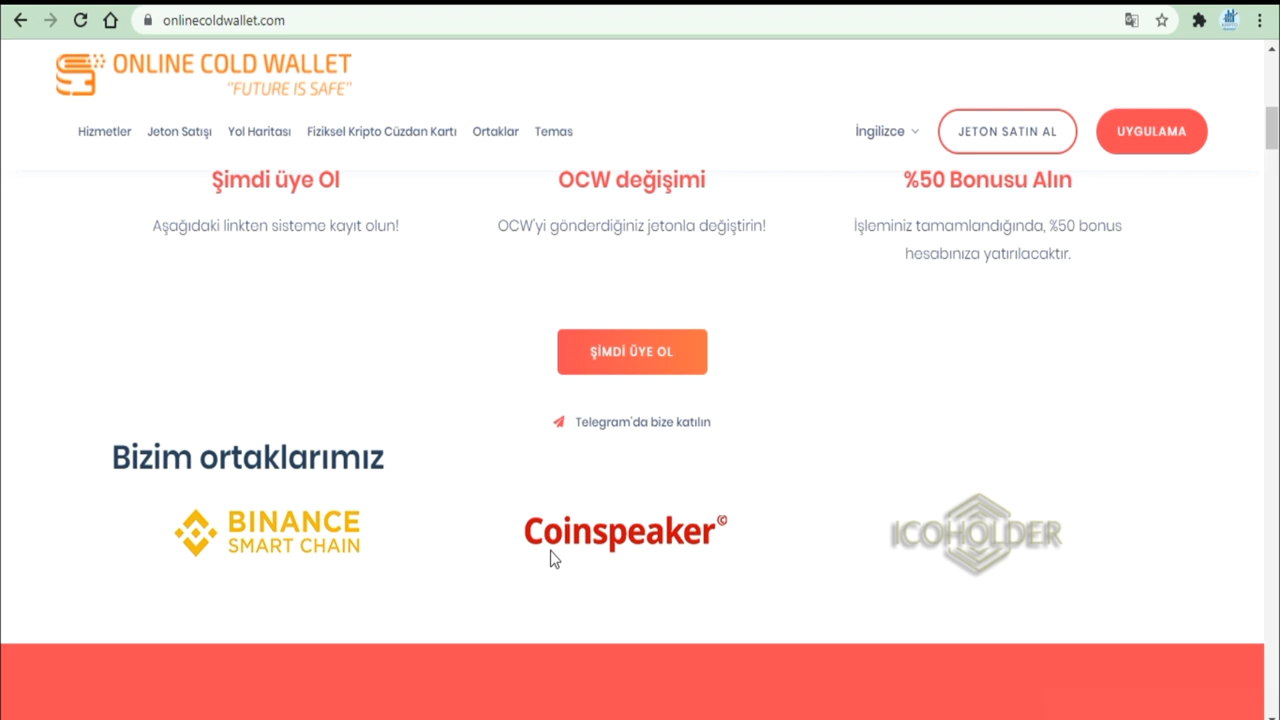 onlinecoldwallet.com
ONLINE COLD WALLET
"FUTURE IS SAFE"
Hizmetler Jeton Satışı Yol Haritası Fiziksel Kripto Cüzdan Kartı Ortaklar Temas İngilizce JETON SATIN AL UYGULAMA
Şimdi üye Ol OCW değişimi %50 Bonusu Alın
Aşağıdaki linkten sisteme kayıt olun! OCW'yi gönderdiğiniz jetonla değiştirin! İşleminiz tamamlandığında, %50 bonus
hesabınıza yatırılacaktır.
ŞİMDİ ÜYE OL
Telegram'da bize katılın
Bizim ortaklarımız
BINANCE
SMART CHAIN
Coinspeaker©
ICOHOLDER